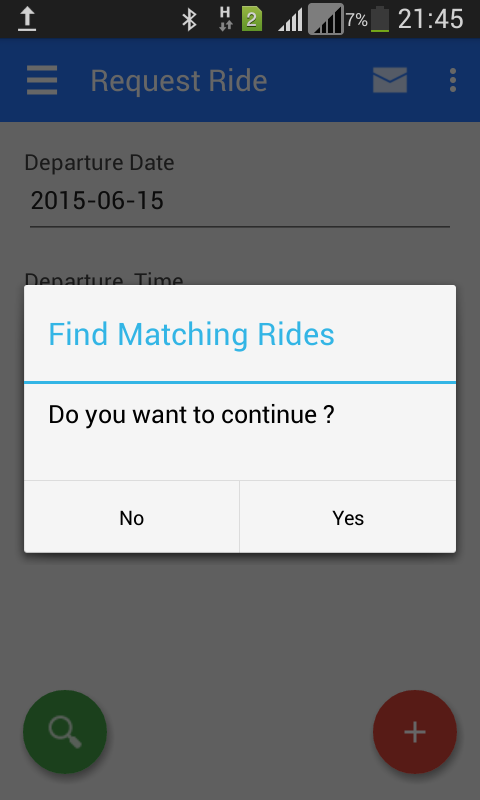 H 2 7% 21:45
Request Ride
Departure Date
2015-06-15
Departure Time
Find Matching Rides
Do you want to continue ?
No Yes